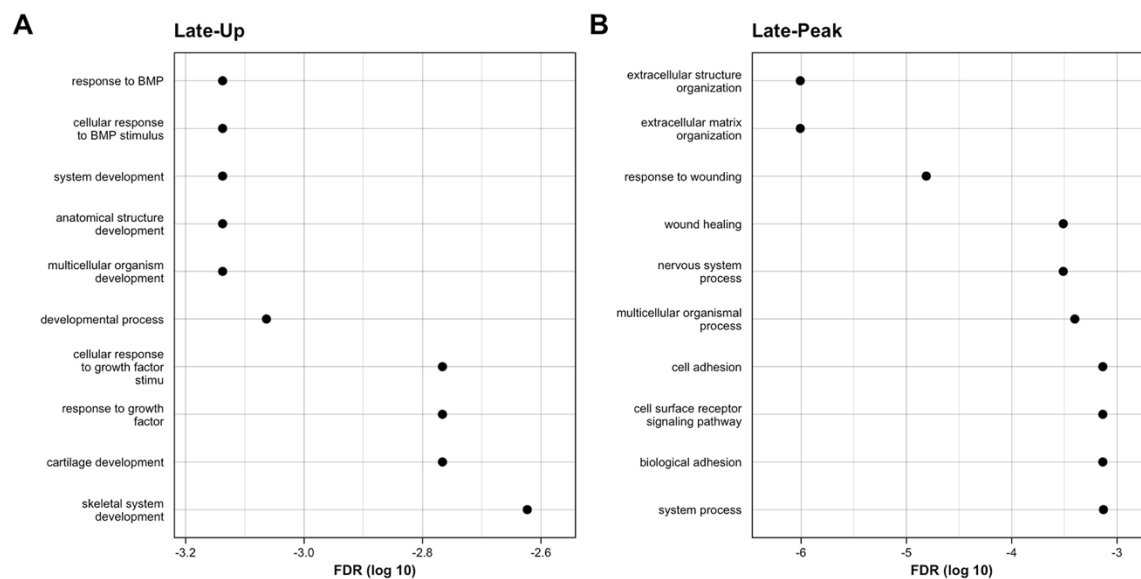 A
Late-Up
response to BMP
cellular response
to BMP stimulus
system development
anatomical structure
development
multicellular organism
development
developmental process
cellular response
to growth factor
stimu
response to growth
factor
cartilage development
skeletal system
development
-3.2
-3.0
-2.8
-2.6
FDR (log 10)
B
Late-Peak
extracellular structure
organization
extracellular matrix
organization
response to wounding
wound healing
nervous system
process
multicellular organismal
process
cell adhesion
cell surface receptor
signaling pathway
biological adhesion
system process
-6
-5
-4
-3
FDR (log 10)